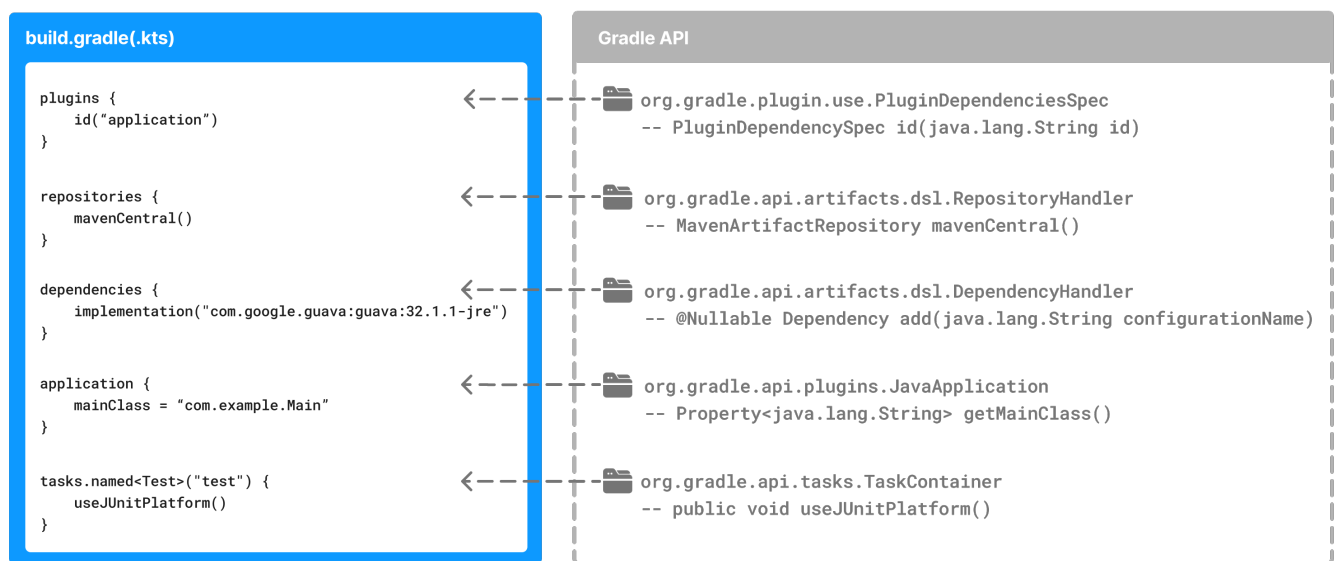 build.gradle(.kts)
plugins {
    id(“application”)
}
repositories {
    mavenCentral()
}
dependencies {
    implementation("com.google.guava:guava:32.1.1-jre")
}
application {
    mainClass = “com.example.Main”
}
tasks.named<Test>("test") {
    useJUnitPlatform()
}
Gradle API
org.gradle.plugin.use.PluginDependenciesSpec
-- PluginDependencySpec id(java.lang.String id)
org.gradle.api.artifacts.dsl.RepositoryHandler
-- MavenArtifactRepository mavenCentral()
org.gradle.api.artifacts.dsl.DependencyHandler
-- @Nullable Dependency add(java.lang.String configurationName)
org.gradle.api.plugins.JavaApplication
-- Property<java.lang.String> getMainClass()
org.gradle.api.tasks.TaskContainer
-- public void useJUnitPlatform()